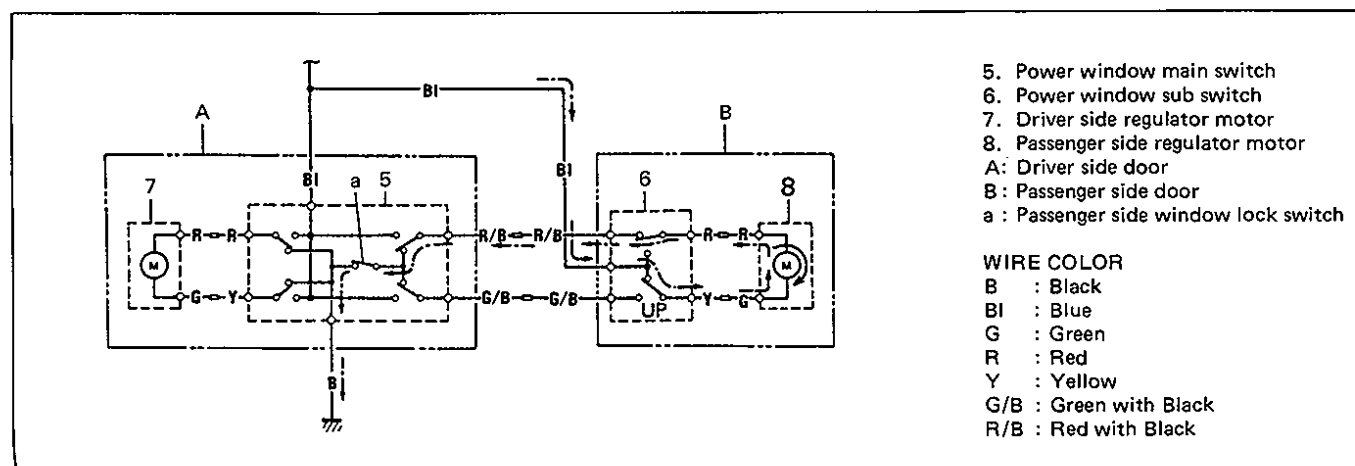 Bl
A
B
Bl
Bl
7
a
5
6
8
R
R
R/B
R/B
R
R
M
M
G
Y
G/B
G/B
UP
Y
G
B
5. Power window main switch
6. Power window sub switch
7. Driver side regulator motor
8. Passenger side regulator motor
A: Driver side door
B: Passenger side door
a : Passenger side window lock switch
WIRE COLOR
B : Black
Bl : Blue
G : Green
R : Red
Y : Yellow
G/B : Green with Black
R/B : Red with Black